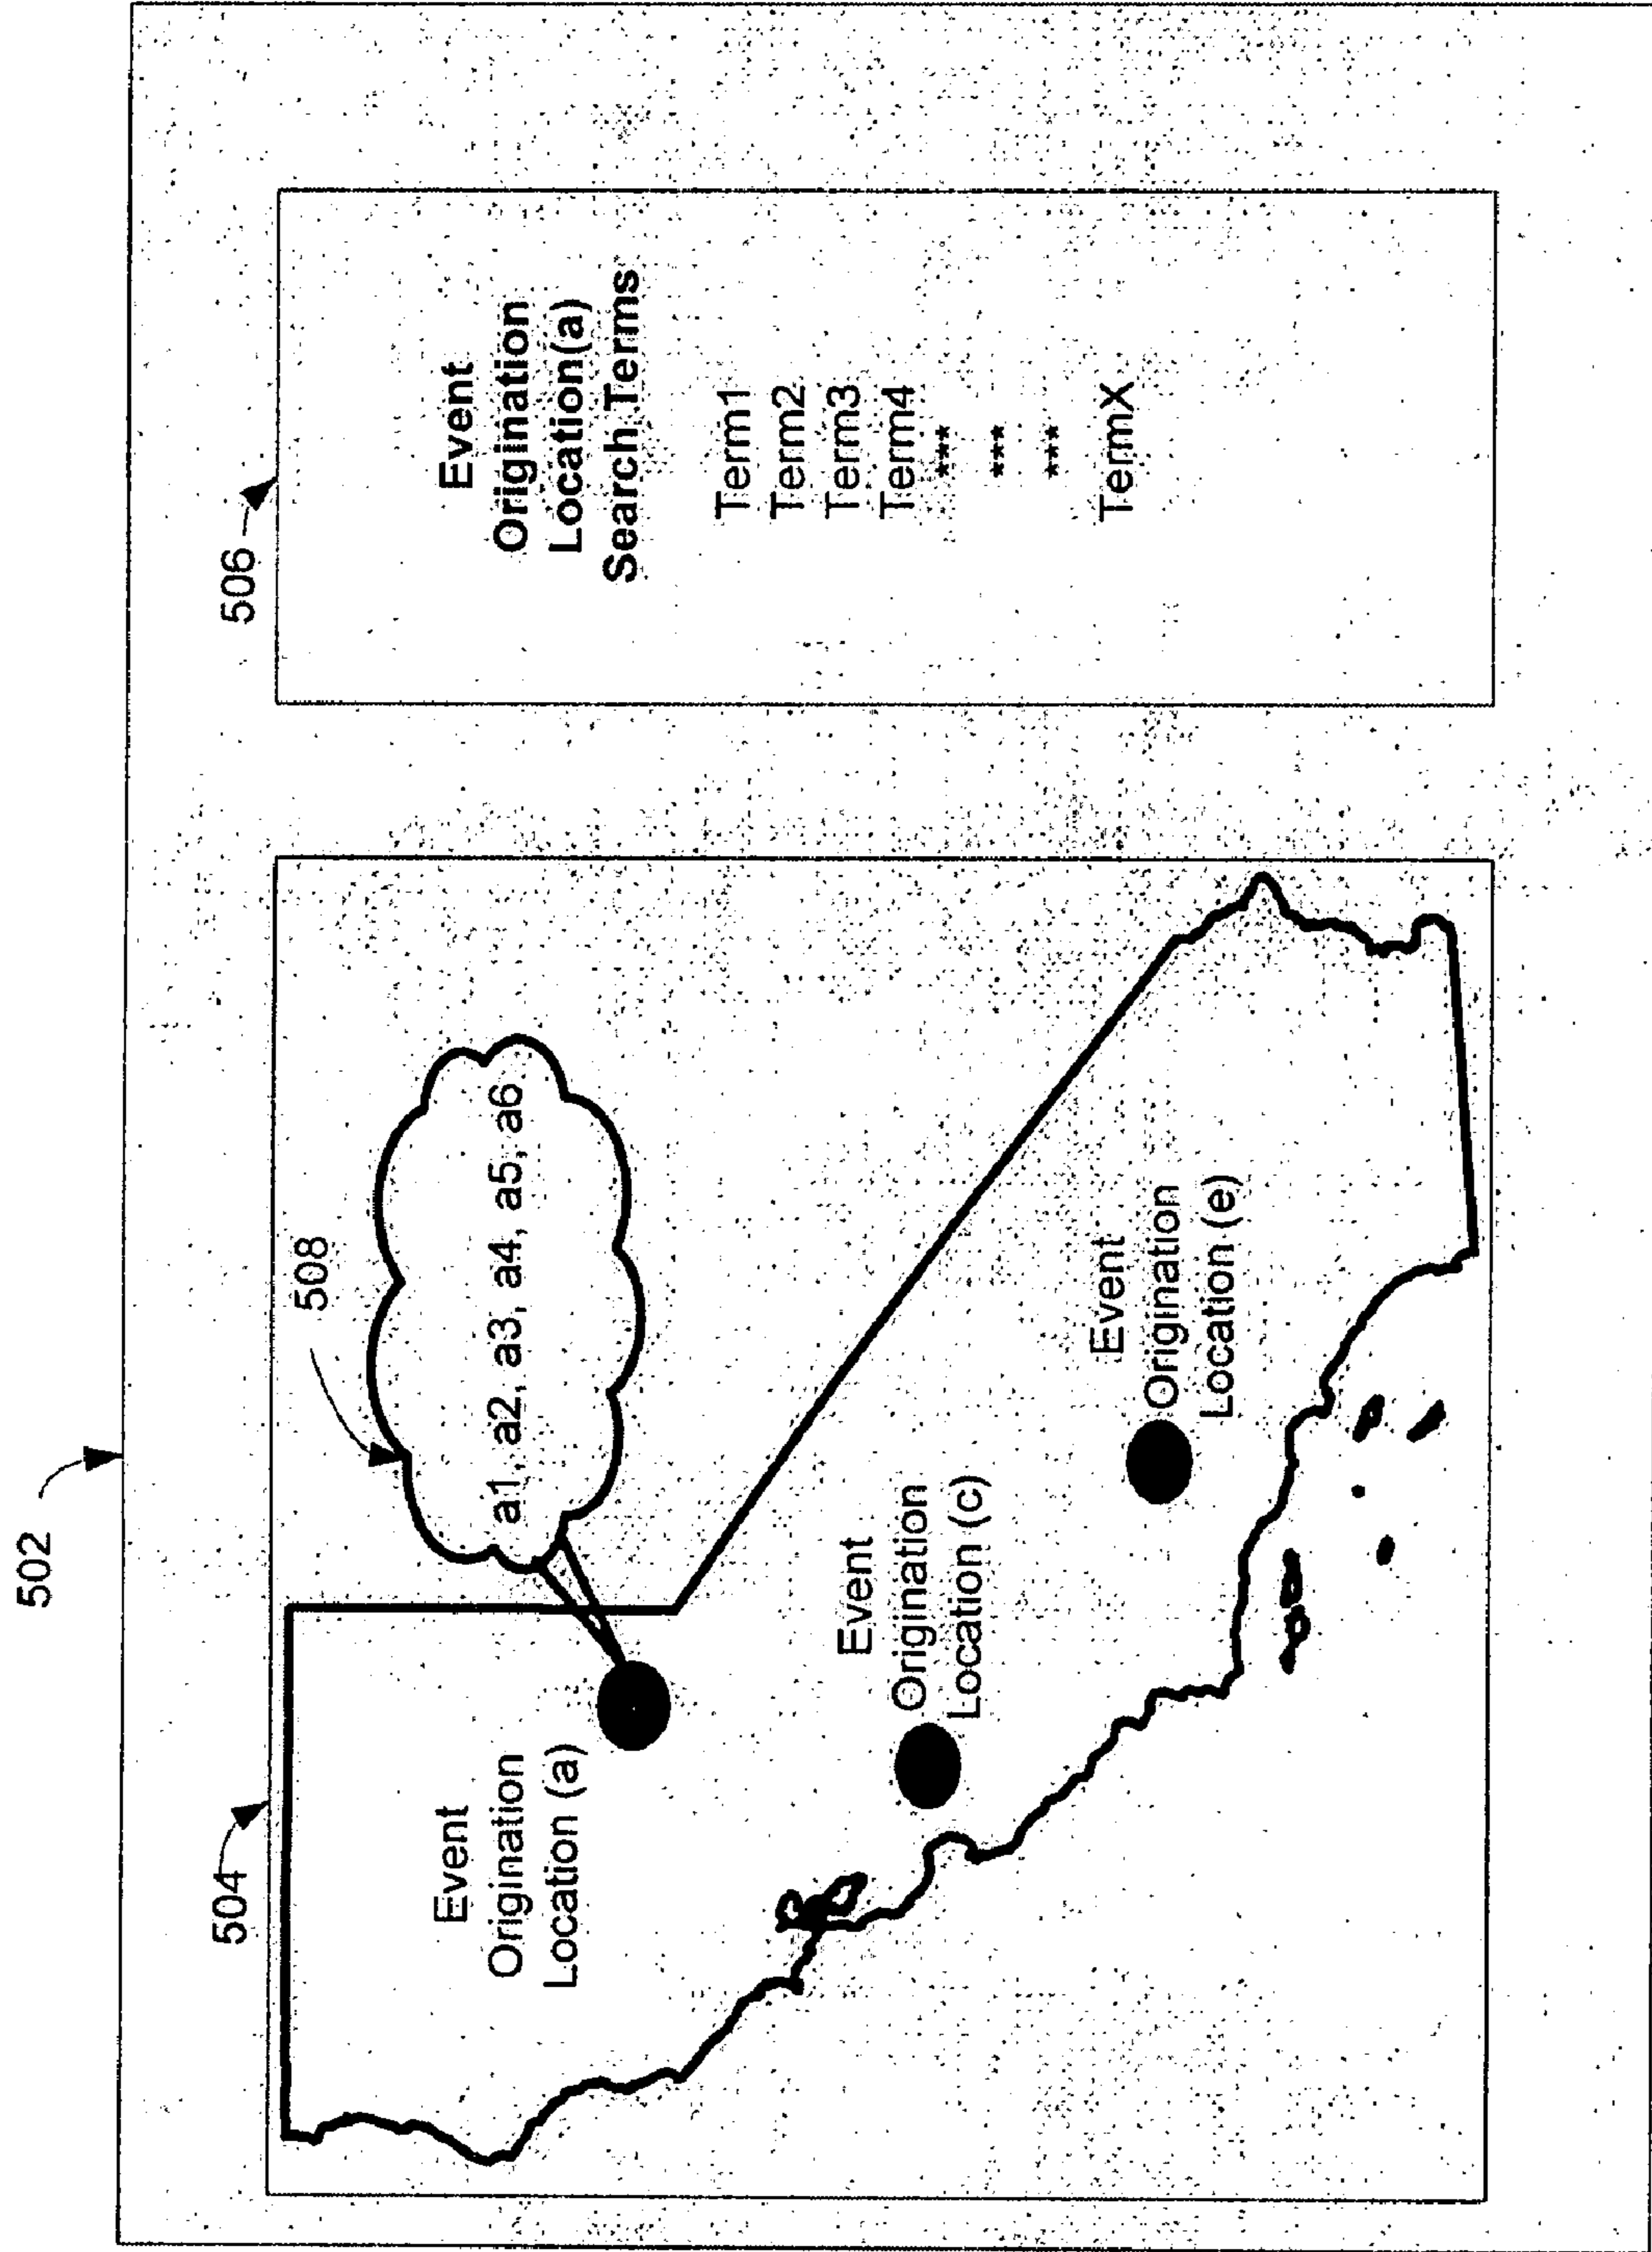 502
504
506
508
a1, a2, a3, a4, a5, a6
Event
Origination
Location (a)
Event
Origination
Location (c)
Event
Origination
Location (e)
Event
Origination
Location(a)
Search Terms
Term1
Term2
Term3
Term4
***
***
***
TermX